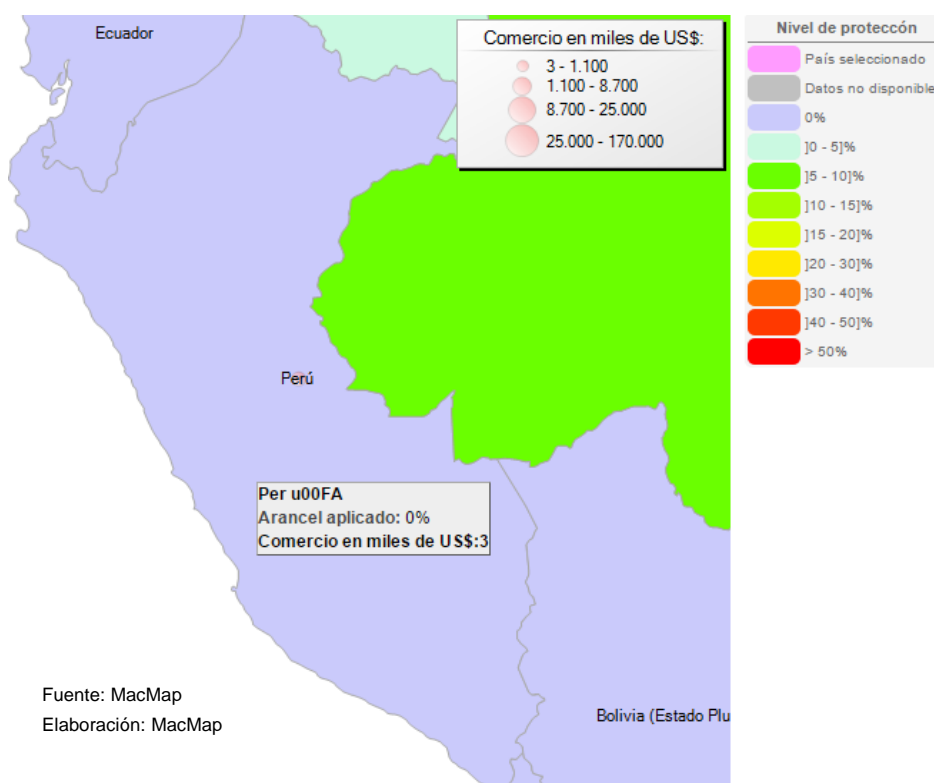 Ecuador
Comercio en miles de US$:
3 - 1.100
1.100 - 8.700
8.700 - 25.000
25.000 - 170.000
Nivel de proteccón
País seleccionado
Datos no disponible
0%
]0 - 5]%
]5 - 10]%
]10 - 15]%
]15 - 20]%
]20 - 30]%
]30 - 40]%
]40 - 50]%
> 50%
Perú
Per u00FA
Arancel aplicado: 0%
Comercio en miles de US$:3
Fuente: MacMap
Elaboración: MacMap
Bolivia (Estado Plu